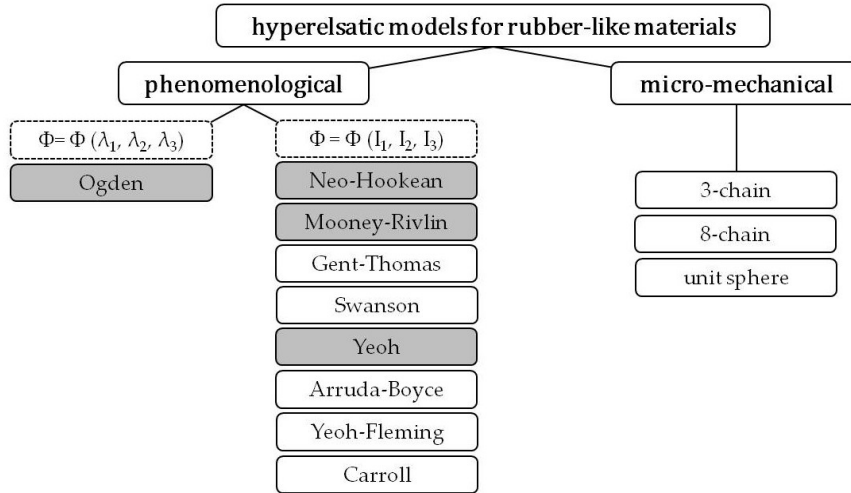 hyperelsatic models for rubber-like materials
phenomenological
micro-mechanical
Φ= Φ (λ₁, λ₂, λ₃)
Φ = Φ (I₁, I₂, I₃)
Ogden
Neo-Hookean
Mooney-Rivlin
Gent-Thomas
Swanson
Yeoh
Arruda-Boyce
Yeoh-Fleming
Carroll
3-chain
8-chain
unit sphere